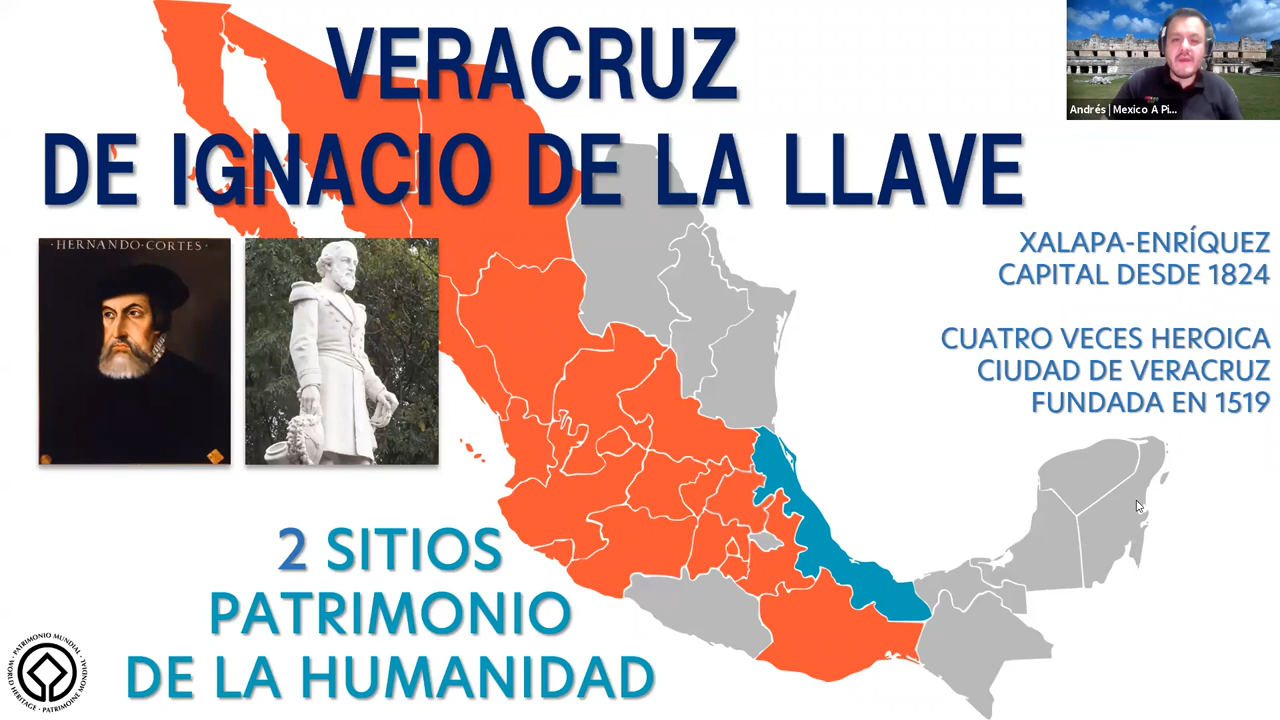 VERACRUZ
DE IGNACIO DE LA LLAVE
Andrés | Mexico A Pi...
XALAPA-ENRÍQUEZ
CAPITAL DESDE 1824
CUATRO VECES HEROICA
CIUDAD DE VERACRUZ
FUNDADA EN 1519
·HERNANDO·CORTES·
2 SITIOS
PATRIMONIO
DE LA HUMANIDAD
PATRIMONIO MUNDIAL · WORLD HERITAGE · PATRIMOINE MONDIAL ·